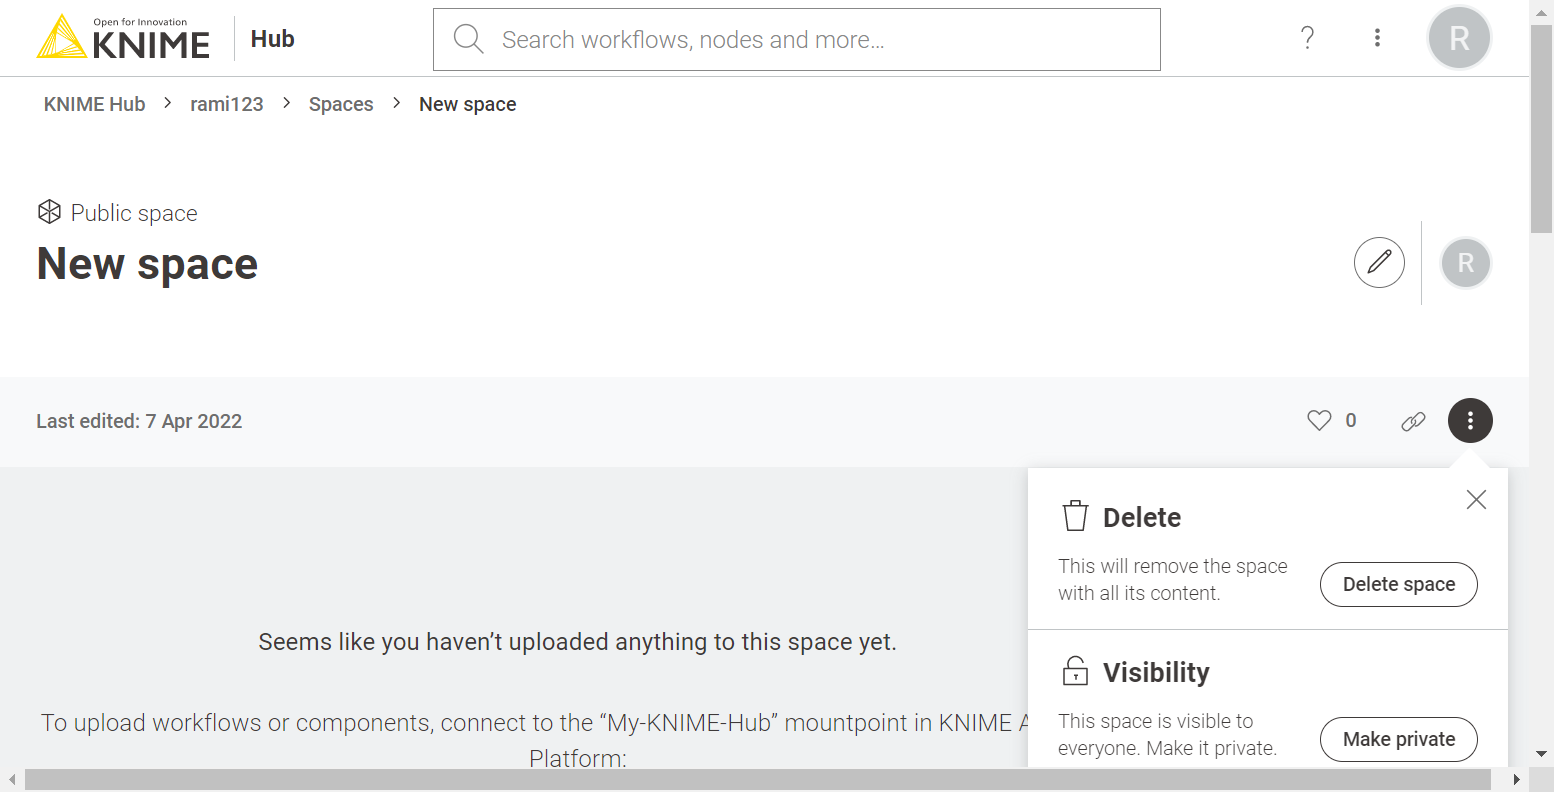 Open for Innovation
KNIME
Hub
Search workflows, nodes and more...
?
R
KNIME Hub > rami123 > Spaces > New space
Public space
New space
R
Last edited: 7 Apr 2022
0
Delete
This will remove the space
with all its content.
Delete space
Seems like you haven’t uploaded anything to this space yet.
Visibility
This space is visible to
everyone. Make it private.
Make private
To upload workflows or components, connect to the “My-KNIME-Hub” mountpoint in KNIME A
Platform: